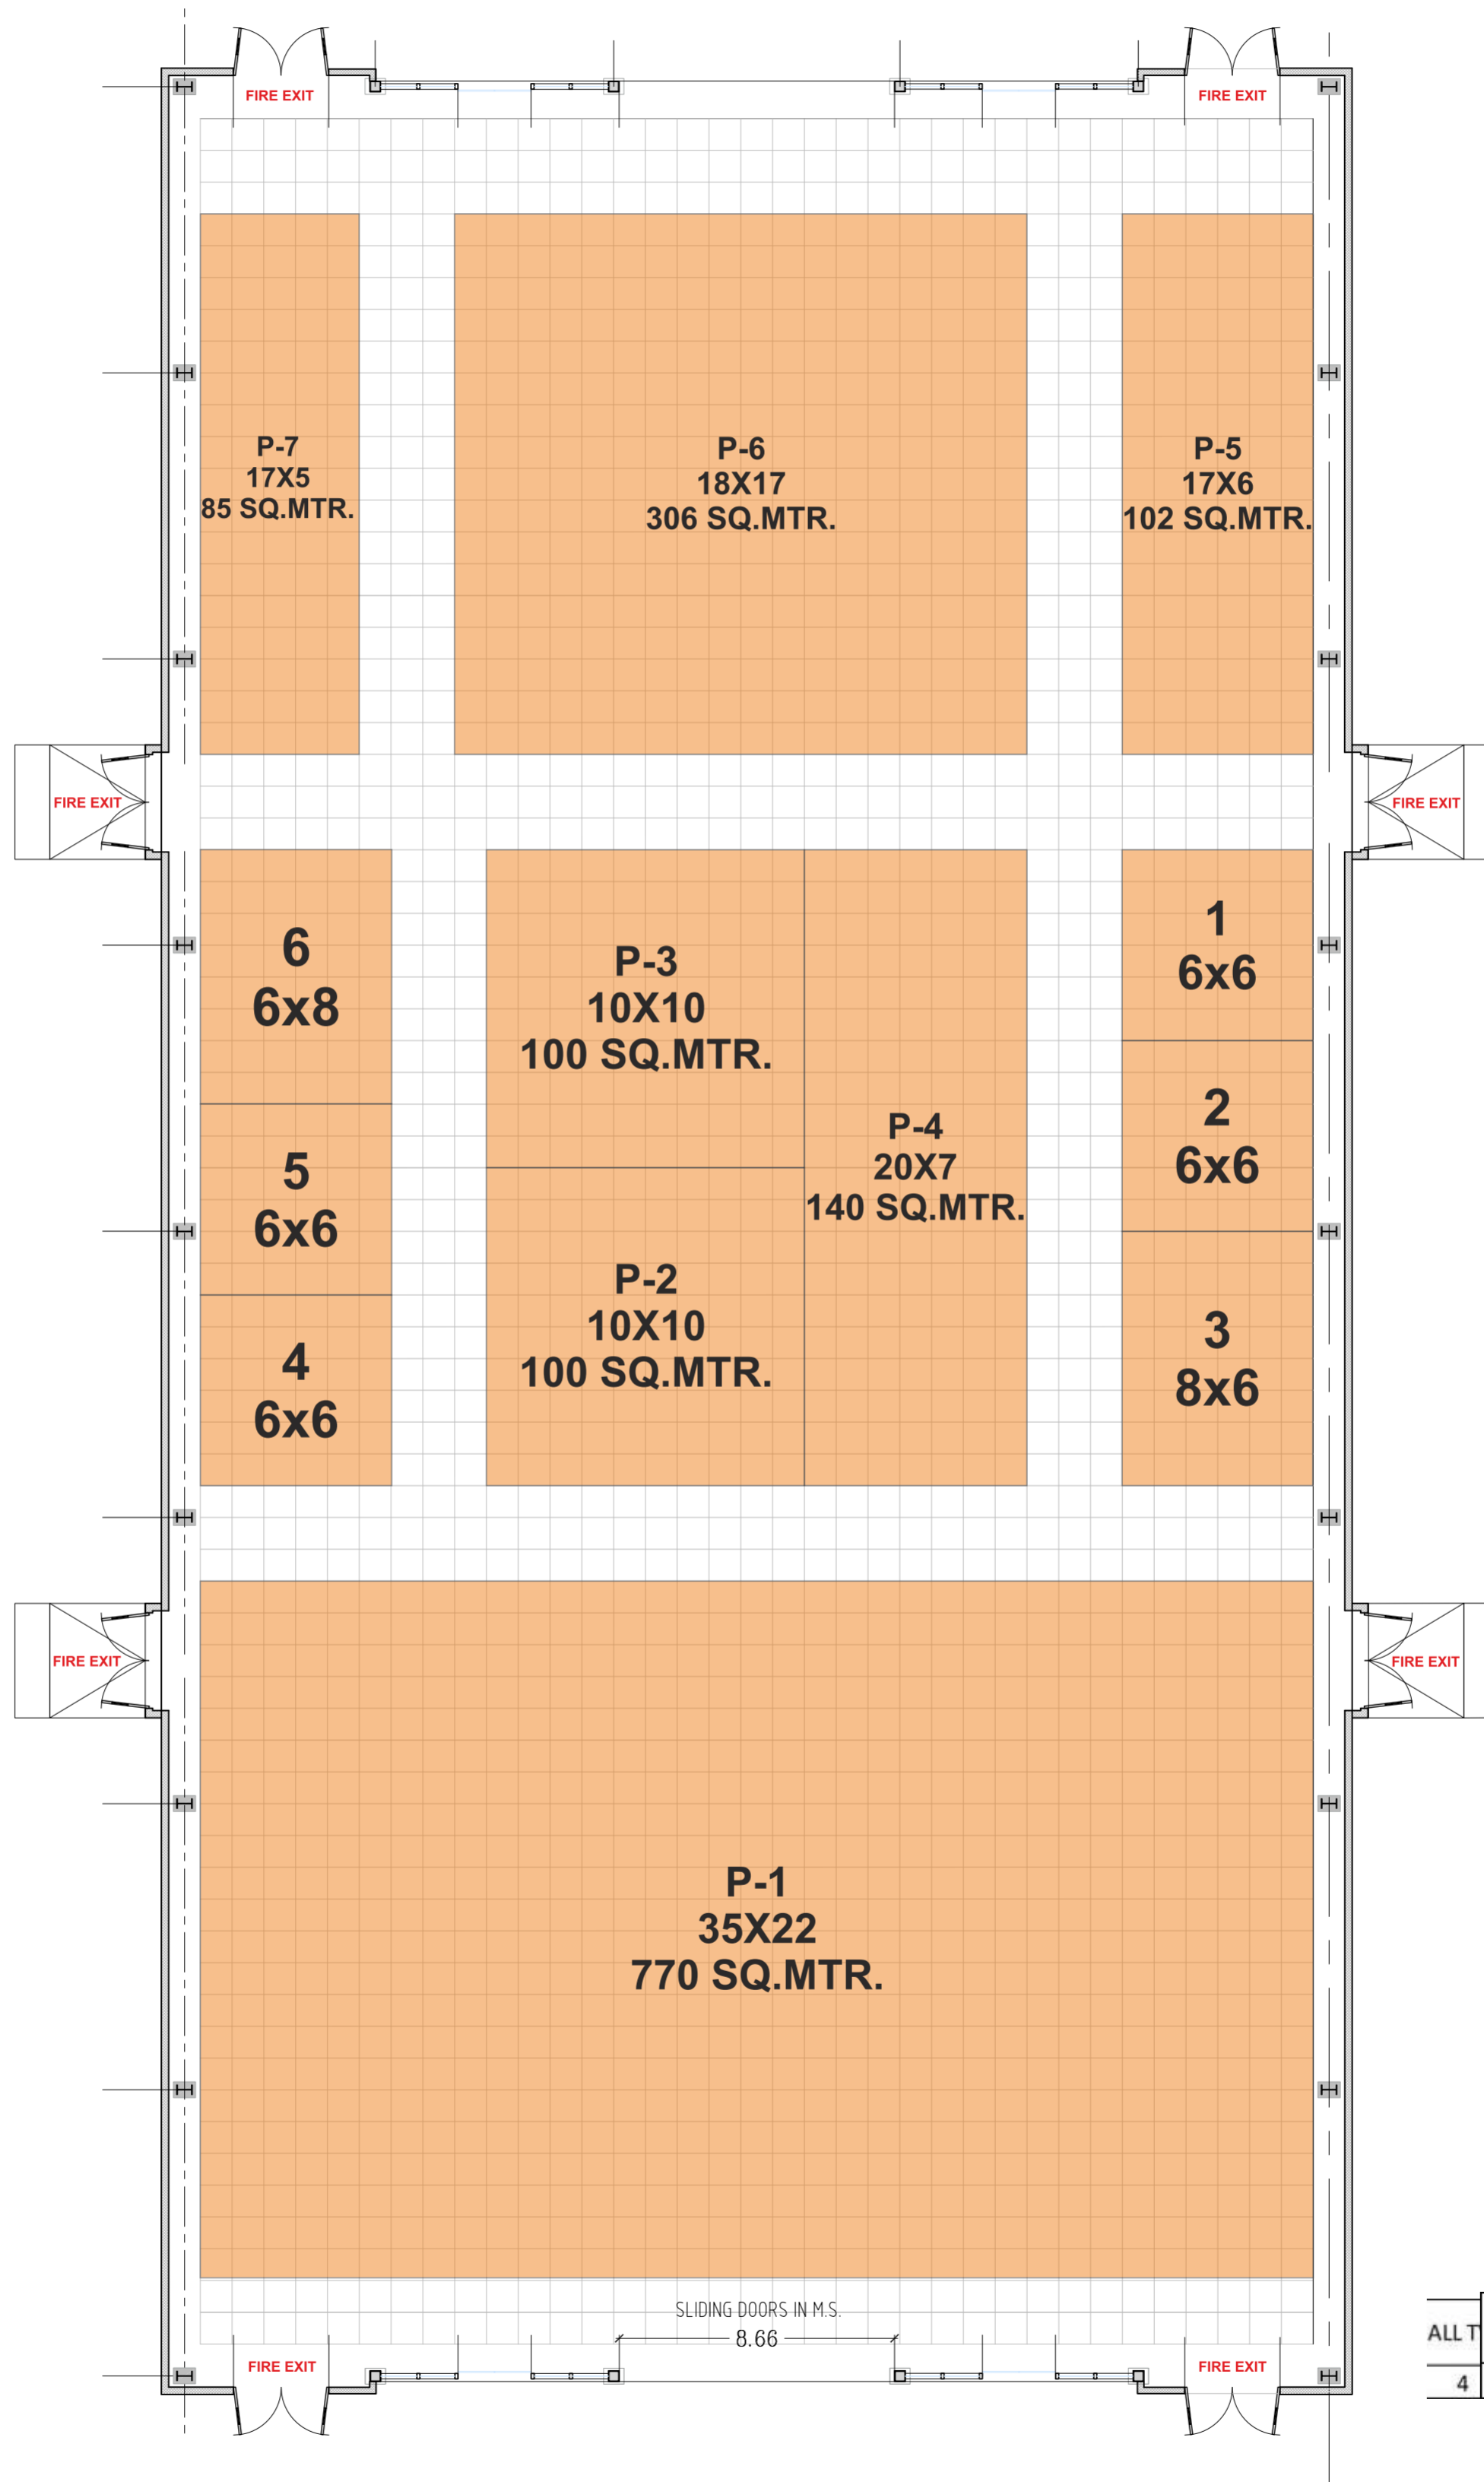 FIRE EXIT
FIRE EXIT
P-7
17X5
85 SQ.MTR.
P-6
18X17
306 SQ.MTR.
P-5
17X6
102 SQ.MTR.
FIRE EXIT
FIRE EXIT
6
6x8
P-3
10X10
100 SQ.MTR.
1
6x6
P-4
20X7
140 SQ.MTR.
2
6x6
5
6x6
P-2
10X10
100 SQ.MTR.
3
8x6
4
6x6
FIRE EXIT
FIRE EXIT
P-1
35X22
770 SQ.MTR.
SLIDING DOORS IN M.S.
8.66
ALL T
4
FIRE EXIT
FIRE EXIT